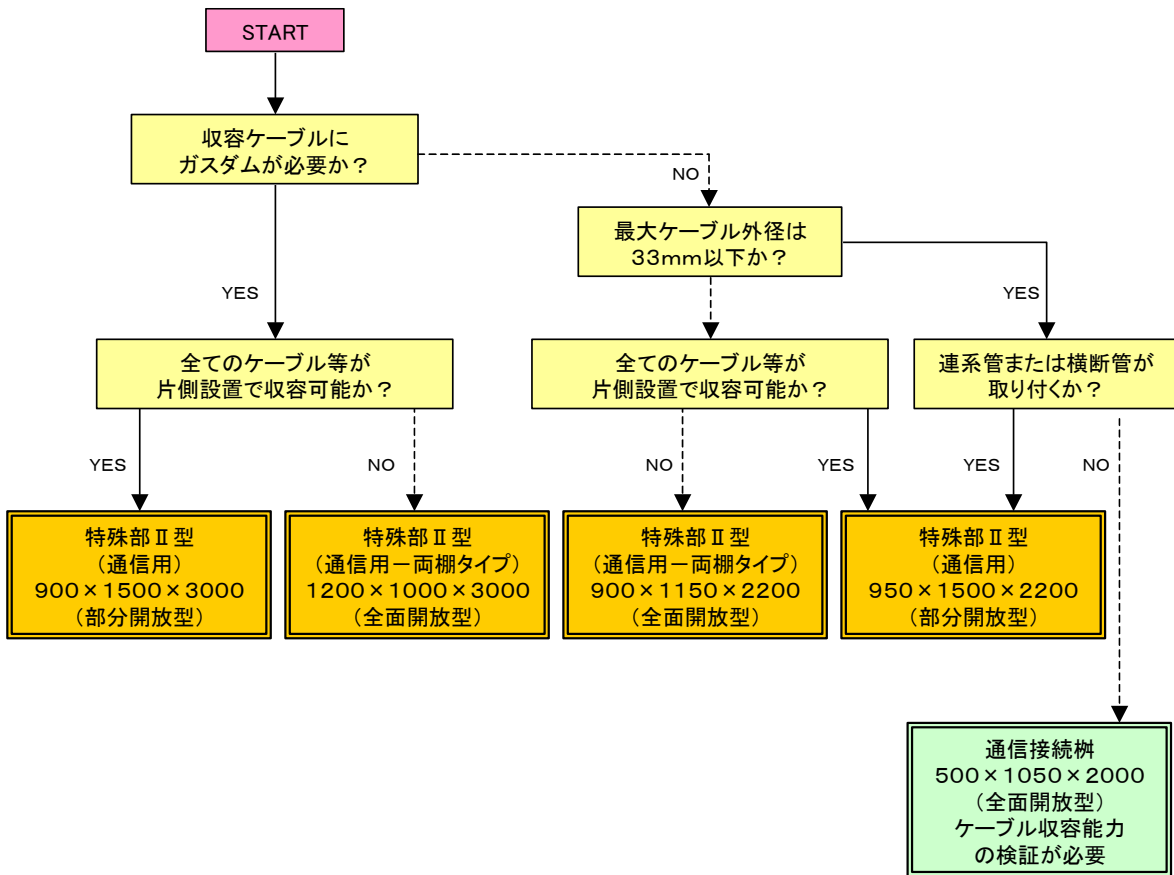 START
収容ケーブルに
ガスダムが必要か？
NO
最大ケーブル外径は
33mm以下か？
YES
YES
全てのケーブル等が
片側設置で収容可能か？
全てのケーブル等が
片側設置で収容可能か？
連系管または横断管が
取り付くか？
YES
NO
NO
YES
YES
NO
特殊部Ⅱ型
（通信用）
900×1500×3000
（部分開放型）
特殊部Ⅱ型
（通信用－両棚タイプ）
1200×1000×3000
（全面開放型）
特殊部Ⅱ型
（通信用－両棚タイプ）
900×1150×2200
（全面開放型）
特殊部Ⅱ型
（通信用）
950×1500×2200
（部分開放型）
通信接続桝
500×1050×2000
（全面開放型）
ケーブル収容能力
の検証が必要